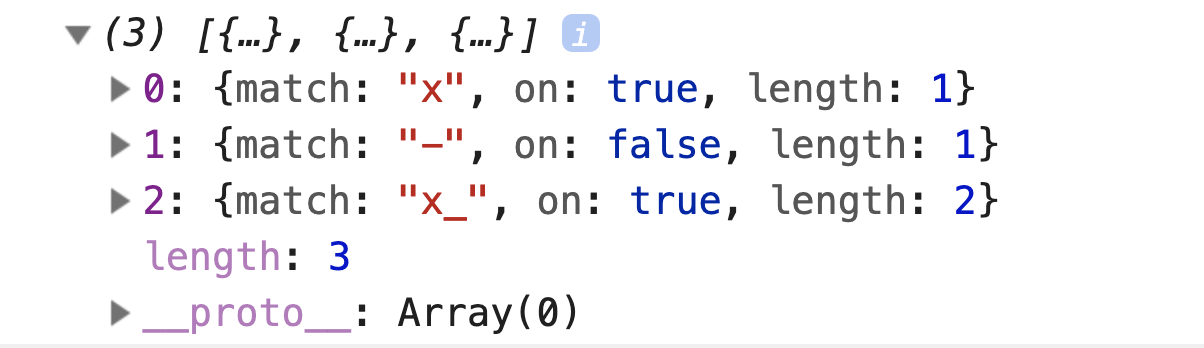 ▼ (3) [{…}, {…}, {…}] i
▶ 0: {match: "x", on: true, length: 1}
▶ 1: {match: "-", on: false, length: 1}
▶ 2: {match: "x_", on: true, length: 2}
length: 3
▶ __proto__: Array(0)